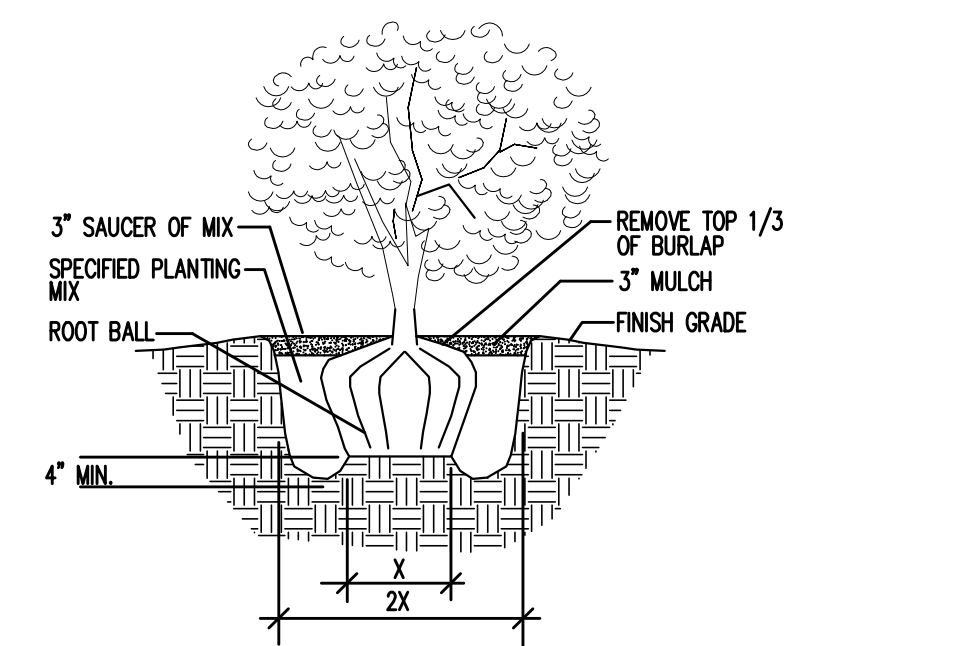 3" SAUCER OF MIX
SPECIFIED PLANTING
MIX
ROOT BALL
4" MIN.
REMOVE TOP 1/3
OF BURLAP
3" MULCH
FINISH GRADE
X
2X